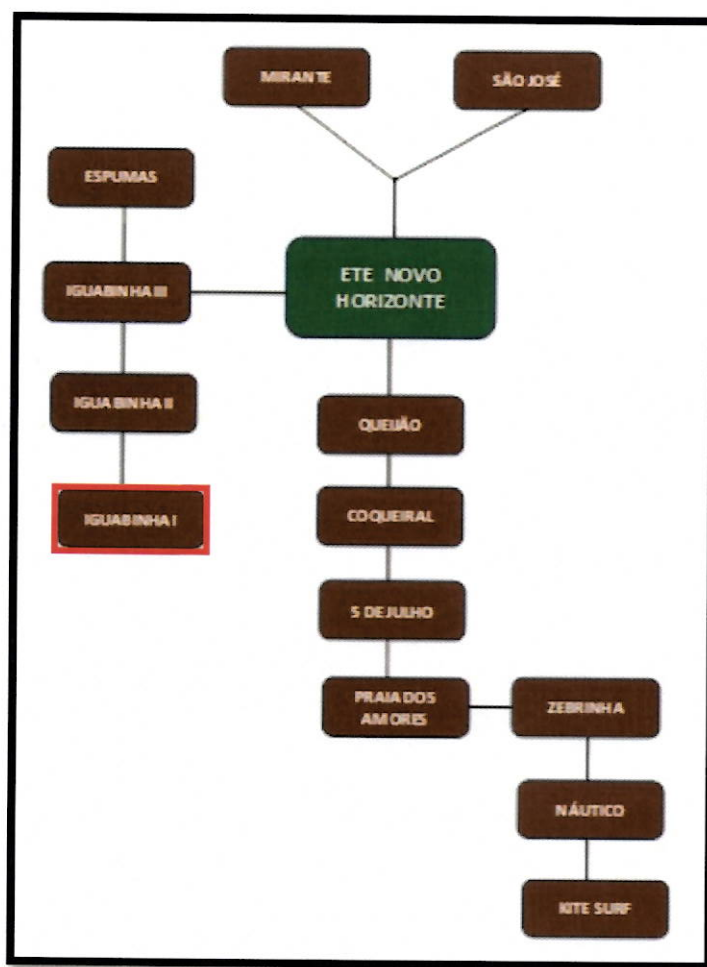 MIRANTE
SÃO JOSÉ
ESPUMAS
ETE NOVO
HORIZONTE
IGUABINHA III
IGUABINHA II
QUEIJÃO
IGUABINHA I
COQUEIRAL
5 DE JULHO
PRAIA DOS
AMORES
ZEBRINHA
NÁUTICO
KITE SURF